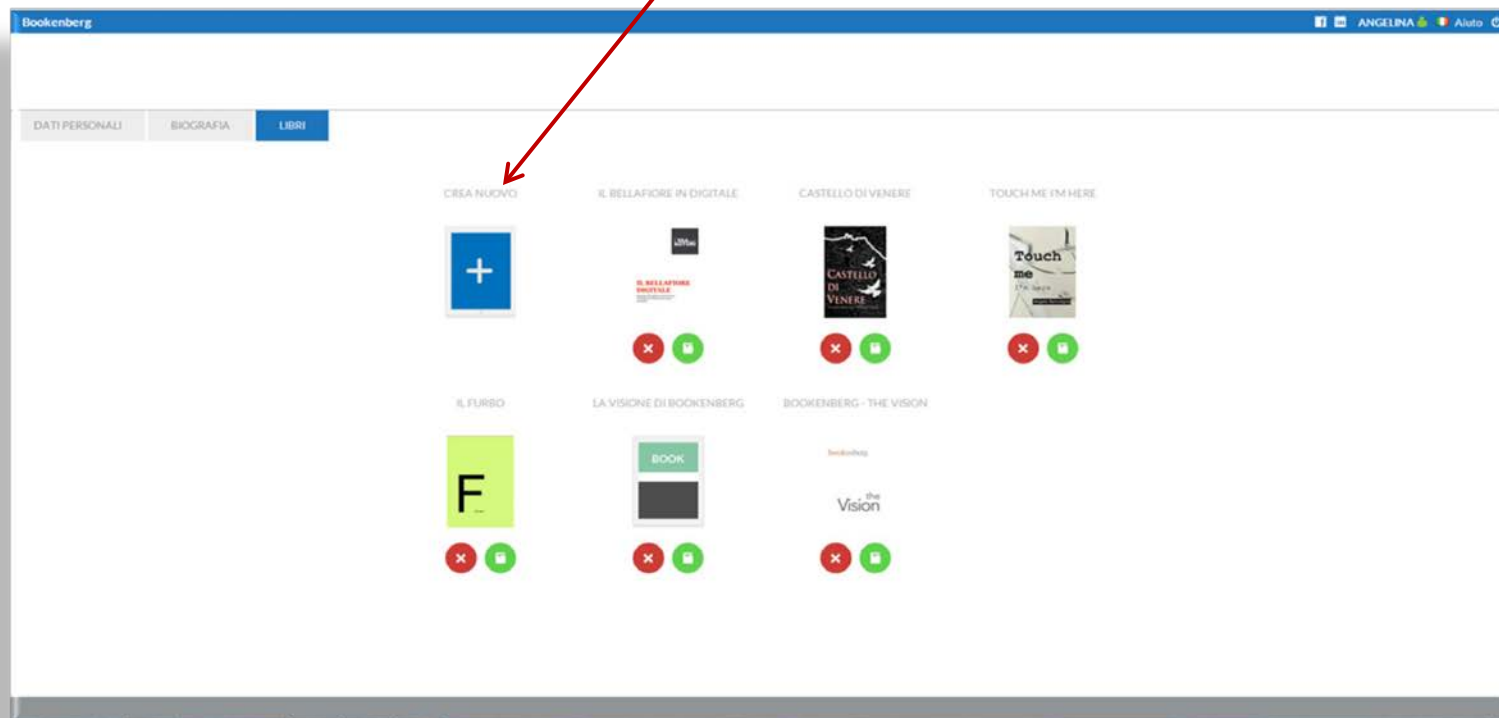 Bookenberg
ANGELINA Aiuto
DATI PERSONALI BIOGRAFIA LIBRI
CREA NUOVO IL BELLAFIORE IN DIGITALE CASTELLO DI VENERE TOUCH ME I'M HERE
IL BELLAFIORE
DIGITALE
CASTELLO
DI
VENERE
Touch
me
I'm here
IL FURBO LA VISIONE DI BOOKENBERG BOOKENBERG - THE VISION
F
BOOK
the
Vision